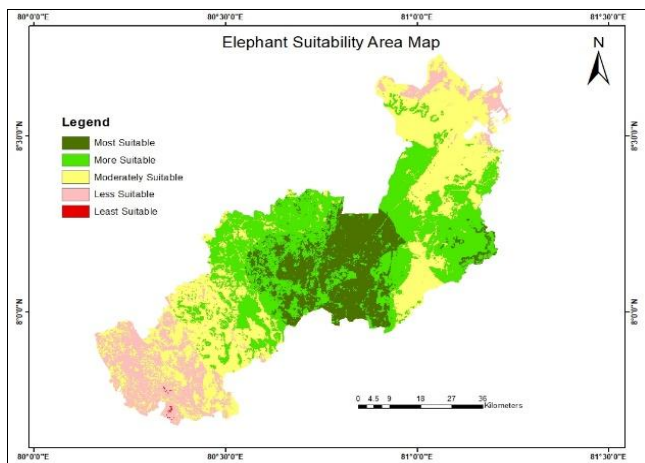 80°0'0"E 80°30'0"E 81°0'0"E 81°30'0"E
Elephant Suitability Area Map
N
Legend
Most Suitable
More Suitable
Moderately Suitable
Less Suitable
Least Suitable
8°30'0"N 8°30'0"N
8°0'0"N 8°0'0"N
0 4.5 9 18 27 36
Kilometers
80°0'0"E 80°30'0"E 81°0'0"E 81°30'0"E